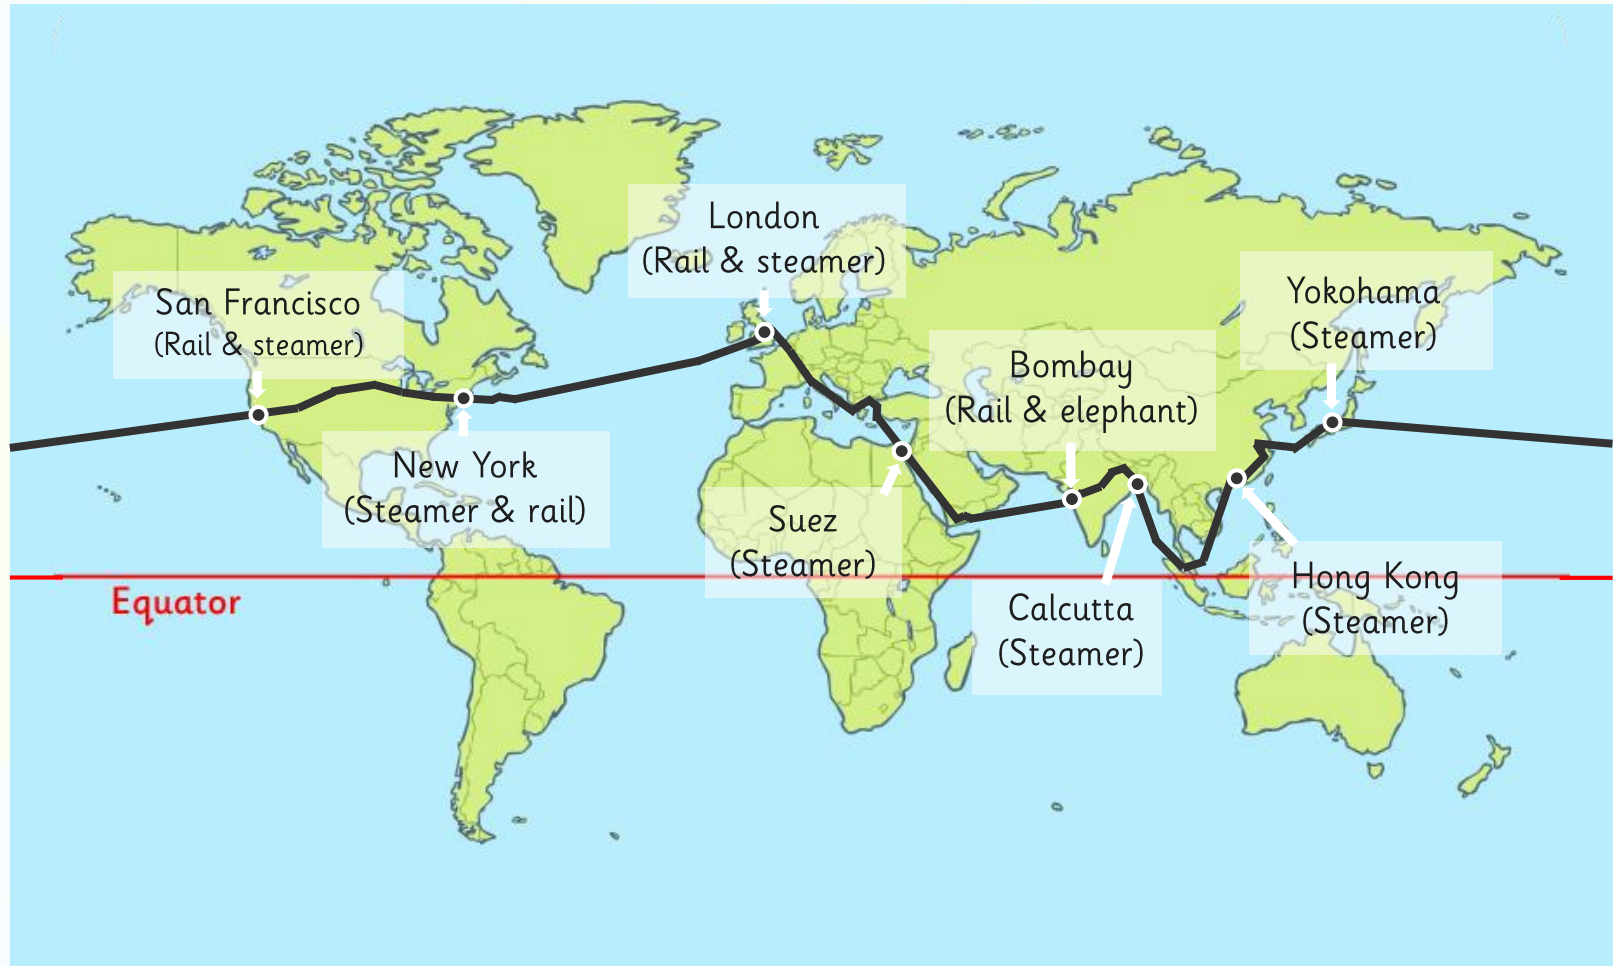 London
(Rail & steamer)
San Francisco
(Rail & steamer)
Yokohama
(Steamer)
Bombay
(Rail & elephant)
New York
(Steamer & rail)
Suez
(Steamer)
Calcutta
(Steamer)
Hong Kong
(Steamer)
Equator